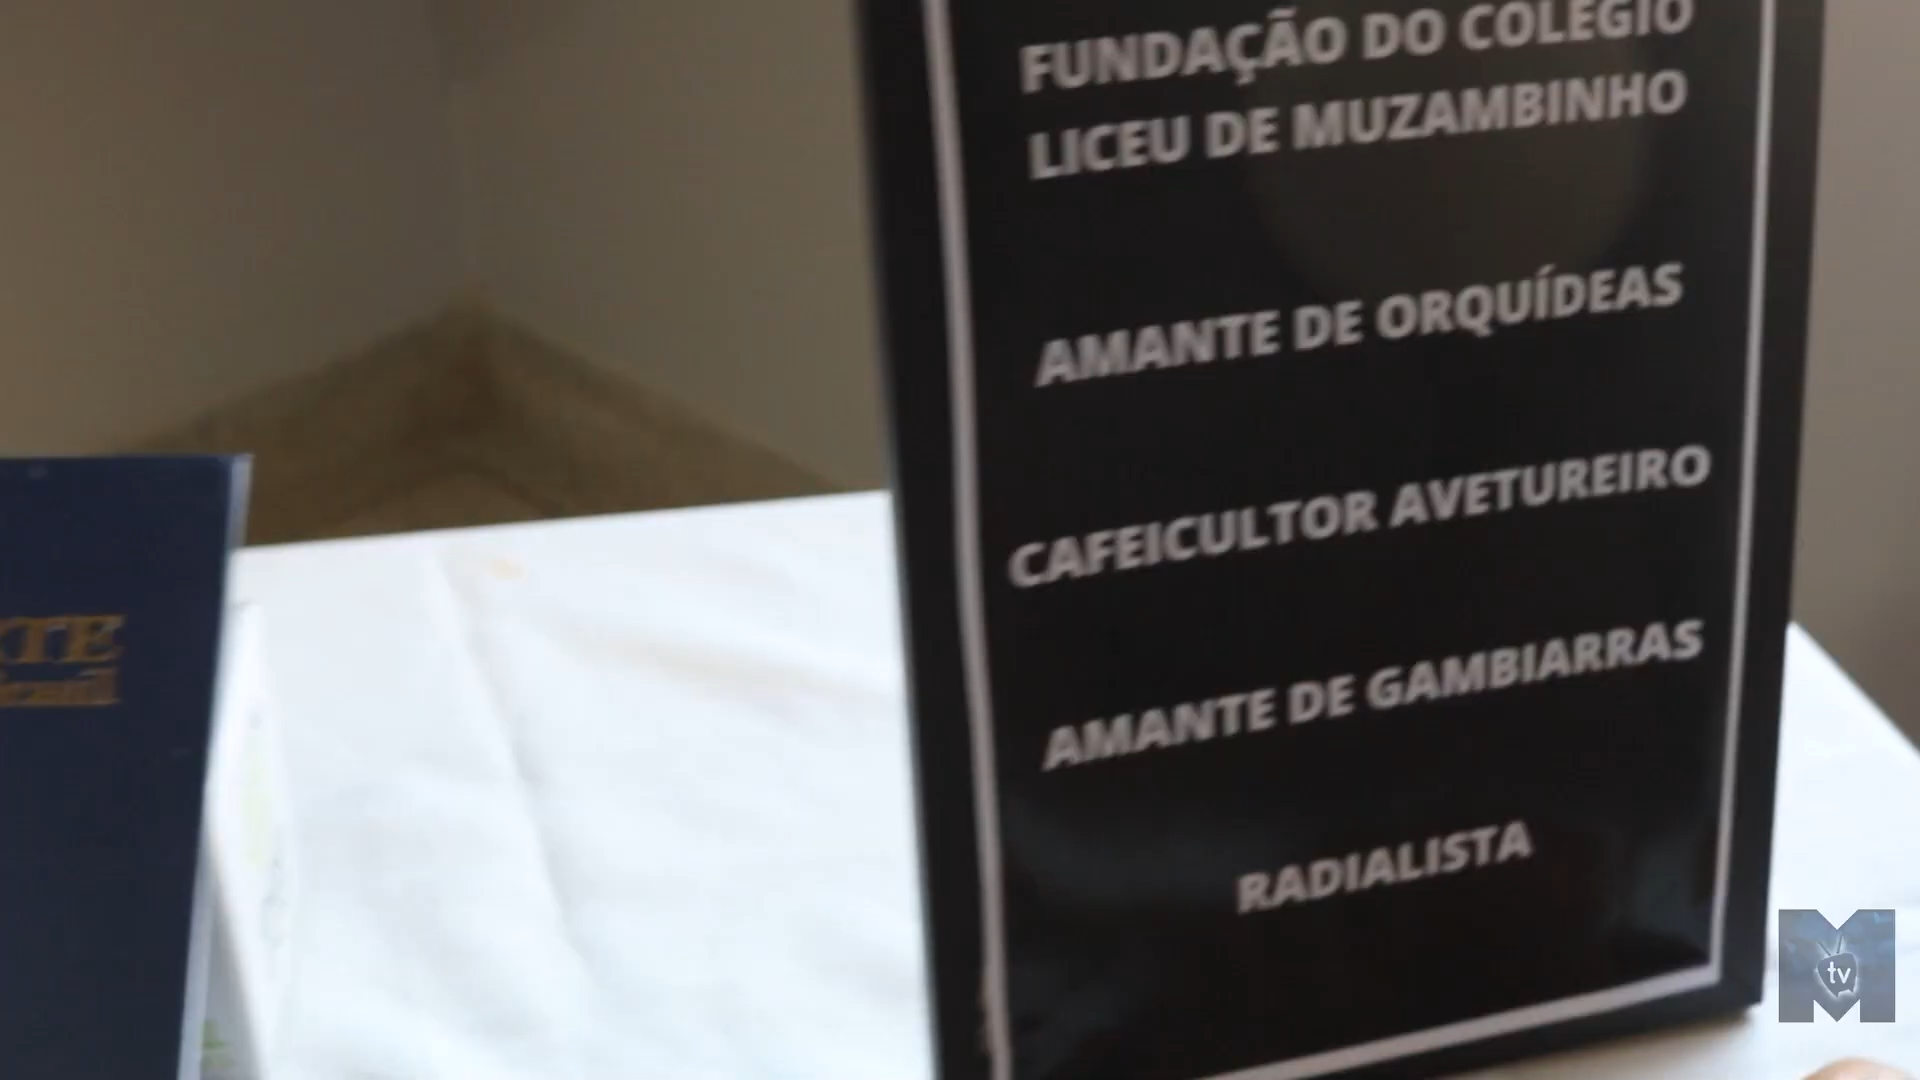 FUNDAÇÃO DO COLÉGIO
LICEU DE MUZAMBINHO
AMANTE DE ORQUÍDEAS
CAFEICULTOR AVETUREIRO
AMANTE DE GAMBIARRAS
RADIALISTA
tv